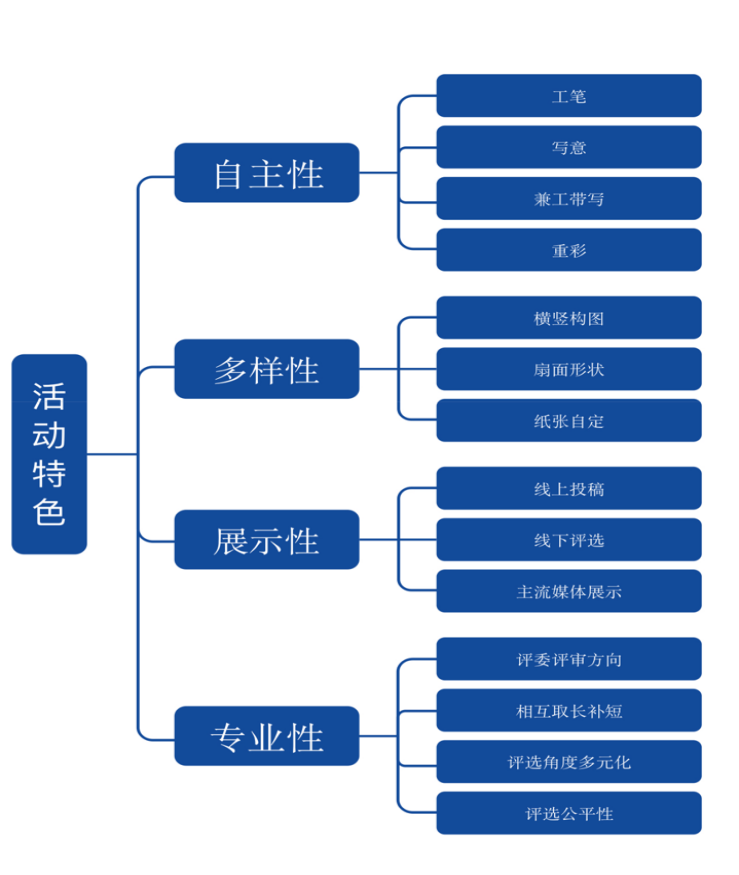 活动特色
自主性
工笔
写意
兼工带写
重彩
多样性
横竖构图
扇面形状
纸张自定
展示性
线上投稿
线下评选
主流媒体展示
专业性
评委评审方向
相互取长补短
评选角度多元化
评选公平性